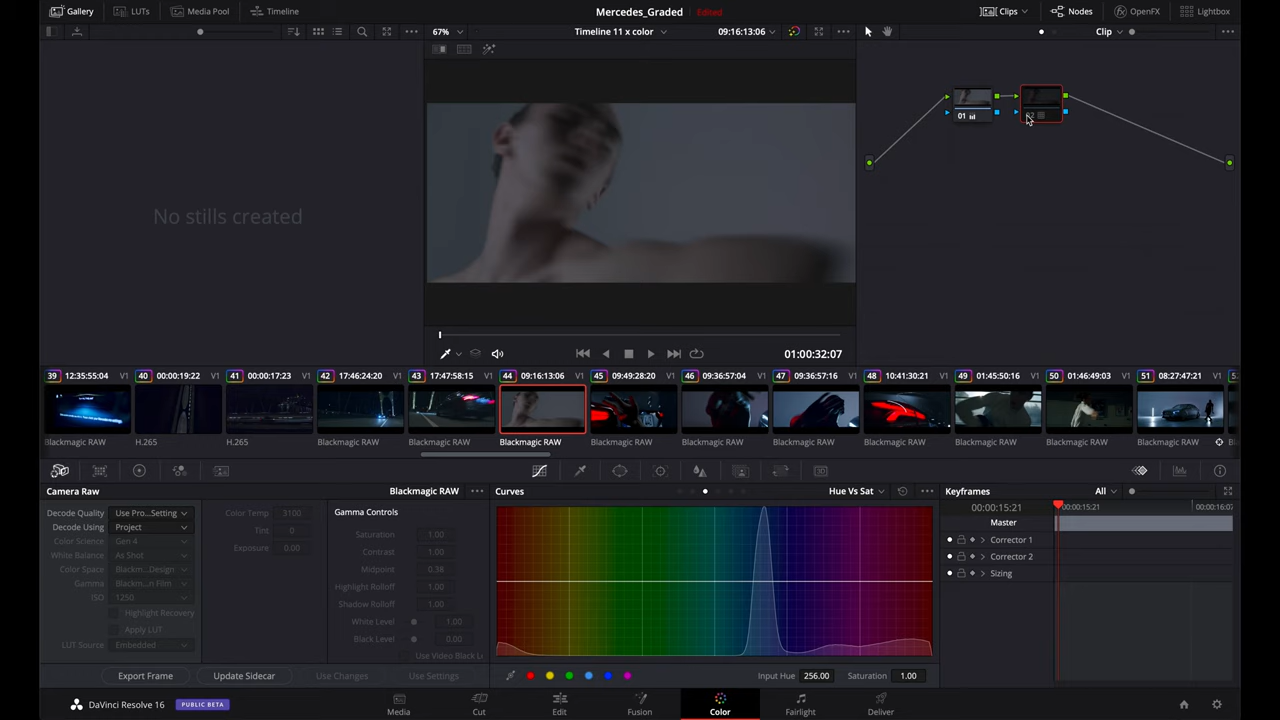 Gallery
LUTs
Media Pool
Timeline
Mercedes_Graded
Edited
Clips
Nodes
OpenFX
Lightbox
67%
Timeline 11 x color
09:16:13:06
Clip
No stills created
01
01:00:32:07
39 12:35:55:04 V1
40 00:00:19:22 V1
41 00:00:17:23 V1
42 17:46:24:20 V1
43 17:47:58:15 V1
44 09:16:13:06 V1
45 09:49:28:20 V1
46 09:36:57:04 V1
47 09:36:57:16 V1
48 10:41:30:21 V1
49 01:45:50:16 V1
50 01:46:49:03 V1
51 08:27:47:21 V1
Blackmagic RAW
H.265
H.265
Blackmagic RAW
Blackmagic RAW
Blackmagic RAW
Blackmagic RAW
Blackmagic RAW
Blackmagic RAW
Blackmagic RAW
Blackmagic RAW
Blackmagic RAW
Blackmagic RAW
Camera Raw
Blackmagic RAW
Decode Quality Use Pro...Setting
Decode Using Project
Color Science Gen 4
White Balance As Shot
Color Space Blackm...Design
Gamma Blackm...n Film
ISO 1250
Highlight Recovery
Apply LUT
LUT Source Embedded
Color Temp 3100
Tint 0
Exposure 0.00
Gamma Controls
Saturation 1.00
Contrast 1.00
Midpoint 0.38
Highlight Rolloff 1.00
Shadow Rolloff 1.00
White Level 1.00
Black Level 0.00
Use Video Black L
Export Frame
Update Sidecar
Use Changes
Use Settings
Curves
Hue Vs Sat
Input Hue 256.00
Saturation 1.00
Keyframes
All
00:00:15:21
00:00:15:21
00:00:16:07
Master
Corrector 1
Corrector 2
Sizing
DaVinci Resolve 16
PUBLIC BETA
Media
Cut
Edit
Fusion
Color
Fairlight
Deliver